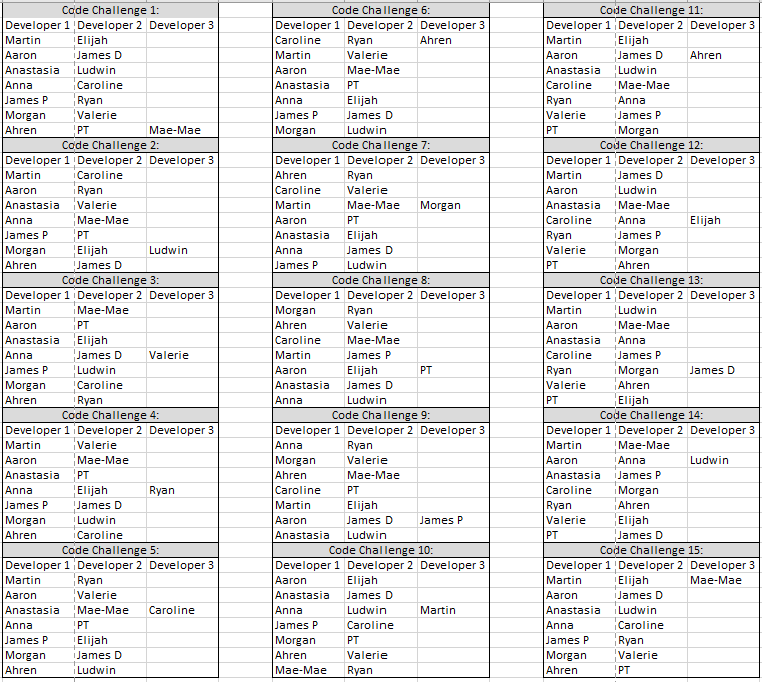 Code Challenge 1:
Developer 1 Developer 2 Developer 3
Martin Elijah
Aaron James D
Anastasia Ludwin
Anna Caroline
James P Ryan
Morgan Valerie
Ahren PT Mae-Mae
Code Challenge 2:
Developer 1 Developer 2 Developer 3
Martin Caroline
Aaron Ryan
Anastasia Valerie
Anna Mae-Mae
James P PT
Morgan Elijah Ludwin
Ahren James D
Code Challenge 3:
Developer 1 Developer 2 Developer 3
Martin Mae-Mae
Aaron PT
Anastasia Elijah
Anna James D Valerie
James P Ludwin
Morgan Caroline
Ahren Ryan
Code Challenge 4:
Developer 1 Developer 2 Developer 3
Martin Valerie
Aaron Mae-Mae
Anastasia PT
Anna Elijah Ryan
James P James D
Morgan Ludwin
Ahren Caroline
Code Challenge 5:
Developer 1 Developer 2 Developer 3
Martin Ryan
Aaron Valerie
Anastasia Mae-Mae Caroline
Anna PT
James P Elijah
Morgan James D
Ahren Ludwin
Code Challenge 6:
Developer 1 Developer 2 Developer 3
Caroline Ryan Ahren
Martin Valerie
Aaron Mae-Mae
Anastasia PT
Anna Elijah
James P James D
Morgan Ludwin
Code Challenge 7:
Developer 1 Developer 2 Developer 3
Ahren Ryan
Caroline Valerie
Martin Mae-Mae Morgan
Aaron PT
Anastasia Elijah
Anna James D
James P Ludwin
Code Challenge 8:
Developer 1 Developer 2 Developer 3
Morgan Ryan
Ahren Valerie
Caroline Mae-Mae
Martin James P
Aaron Elijah PT
Anastasia James D
Anna Ludwin
Code Challenge 9:
Developer 1 Developer 2 Developer 3
Anna Ryan
Morgan Valerie
Ahren Mae-Mae
Caroline PT
Martin Elijah
Aaron James D James P
Anastasia Ludwin
Code Challenge 10:
Developer 1 Developer 2 Developer 3
Aaron Elijah
Anastasia James D
Anna Ludwin Martin
James P Caroline
Morgan PT
Ahren Valerie
Mae-Mae Ryan
Code Challenge 11:
Developer 1 Developer 2 Developer 3
Martin Elijah
Aaron James D Ahren
Anastasia Ludwin
Caroline Mae-Mae
Ryan Anna
Valerie James P
PT Morgan
Code Challenge 12:
Developer 1 Developer 2 Developer 3
Martin James D
Aaron Ludwin
Anastasia Mae-Mae
Caroline Anna Elijah
Ryan James P
Valerie Morgan
PT Ahren
Code Challenge 13:
Developer 1 Developer 2 Developer 3
Martin Ludwin
Aaron Mae-Mae
Anastasia Anna
Caroline James P
Ryan Morgan James D
Valerie Ahren
PT Elijah
Code Challenge 14:
Developer 1 Developer 2 Developer 3
Martin Mae-Mae
Aaron Anna Ludwin
Anastasia James P
Caroline Morgan
Ryan Ahren
Valerie Elijah
PT James D
Code Challenge 15:
Developer 1 Developer 2 Developer 3
Martin Elijah Mae-Mae
Aaron James D
Anastasia Ludwin
Anna Caroline
James P Ryan
Morgan Valerie
Ahren PT